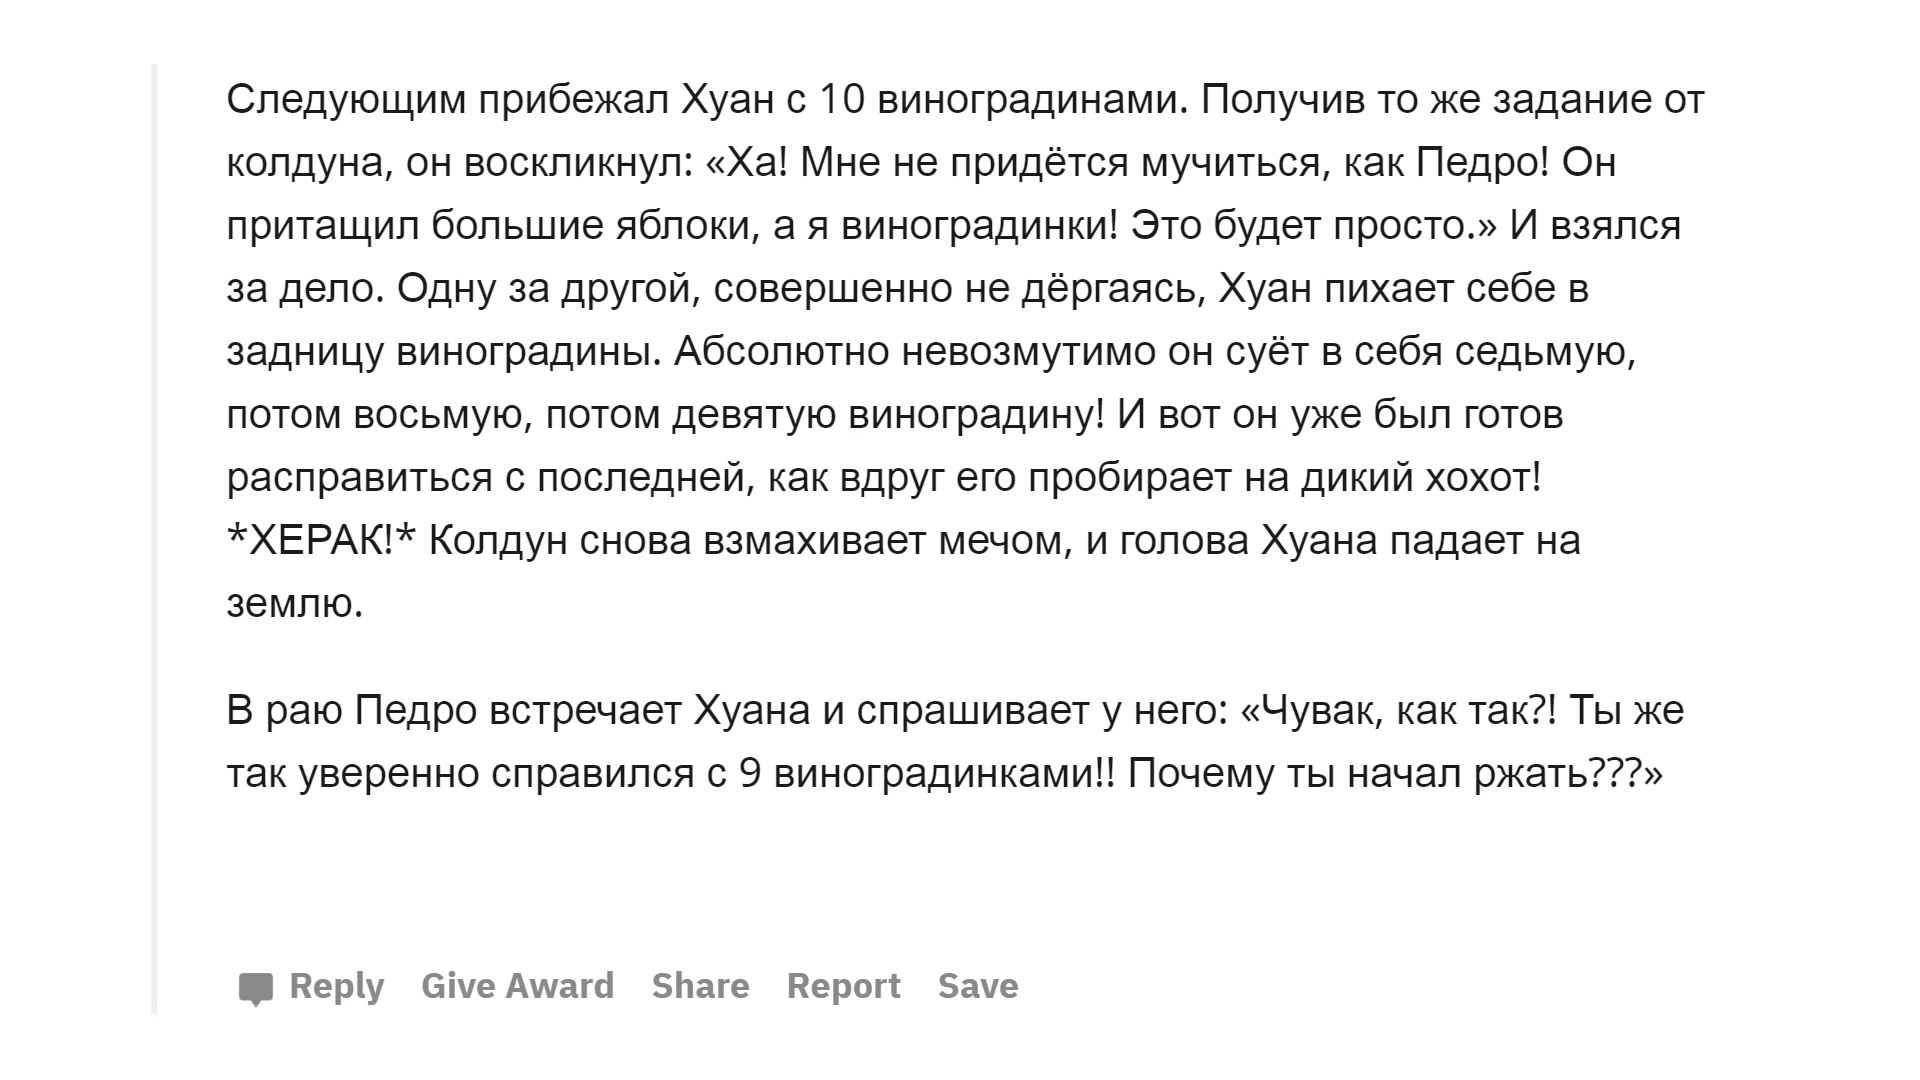 Следующим прибежал Хуан с 10 виноградинами. Получив то же задание от
колдуна, он воскликнул: «Ха! Мне не придётся мучиться, как Педро! Он
притащил большие яблоки, а я виноградинки! Это будет просто.» И взялся
за дело. Одну за другой, совершенно не дёргаясь, Хуан пихает себе в
задницу виноградины. Абсолютно невозмутимо он суёт в себя седьмую,
потом восьмую, потом девятую виноградину! И вот он уже был готов
расправиться с последней, как вдруг его пробирает на дикий хохот!
*ХЕРАК!* Колдун снова взмахивает мечом, и голова Хуана падает на
землю.
В раю Педро встречает Хуана и спрашивает у него: «Чувак, как так?! Ты же
так уверенно справился с 9 виноградинками!! Почему ты начал ржать???»
Reply Give Award Share Report Save